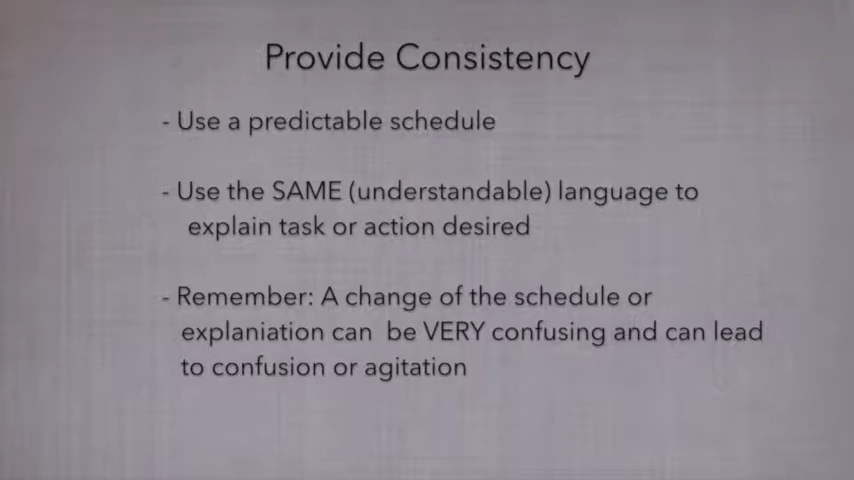 Provide Consistency
- Use a predictable schedule
- Use the SAME (understandable) language to
explain task or action desired
- Remember: A change of the schedule or
explaniation can be VERY confusing and can lead
to confusion or agitation